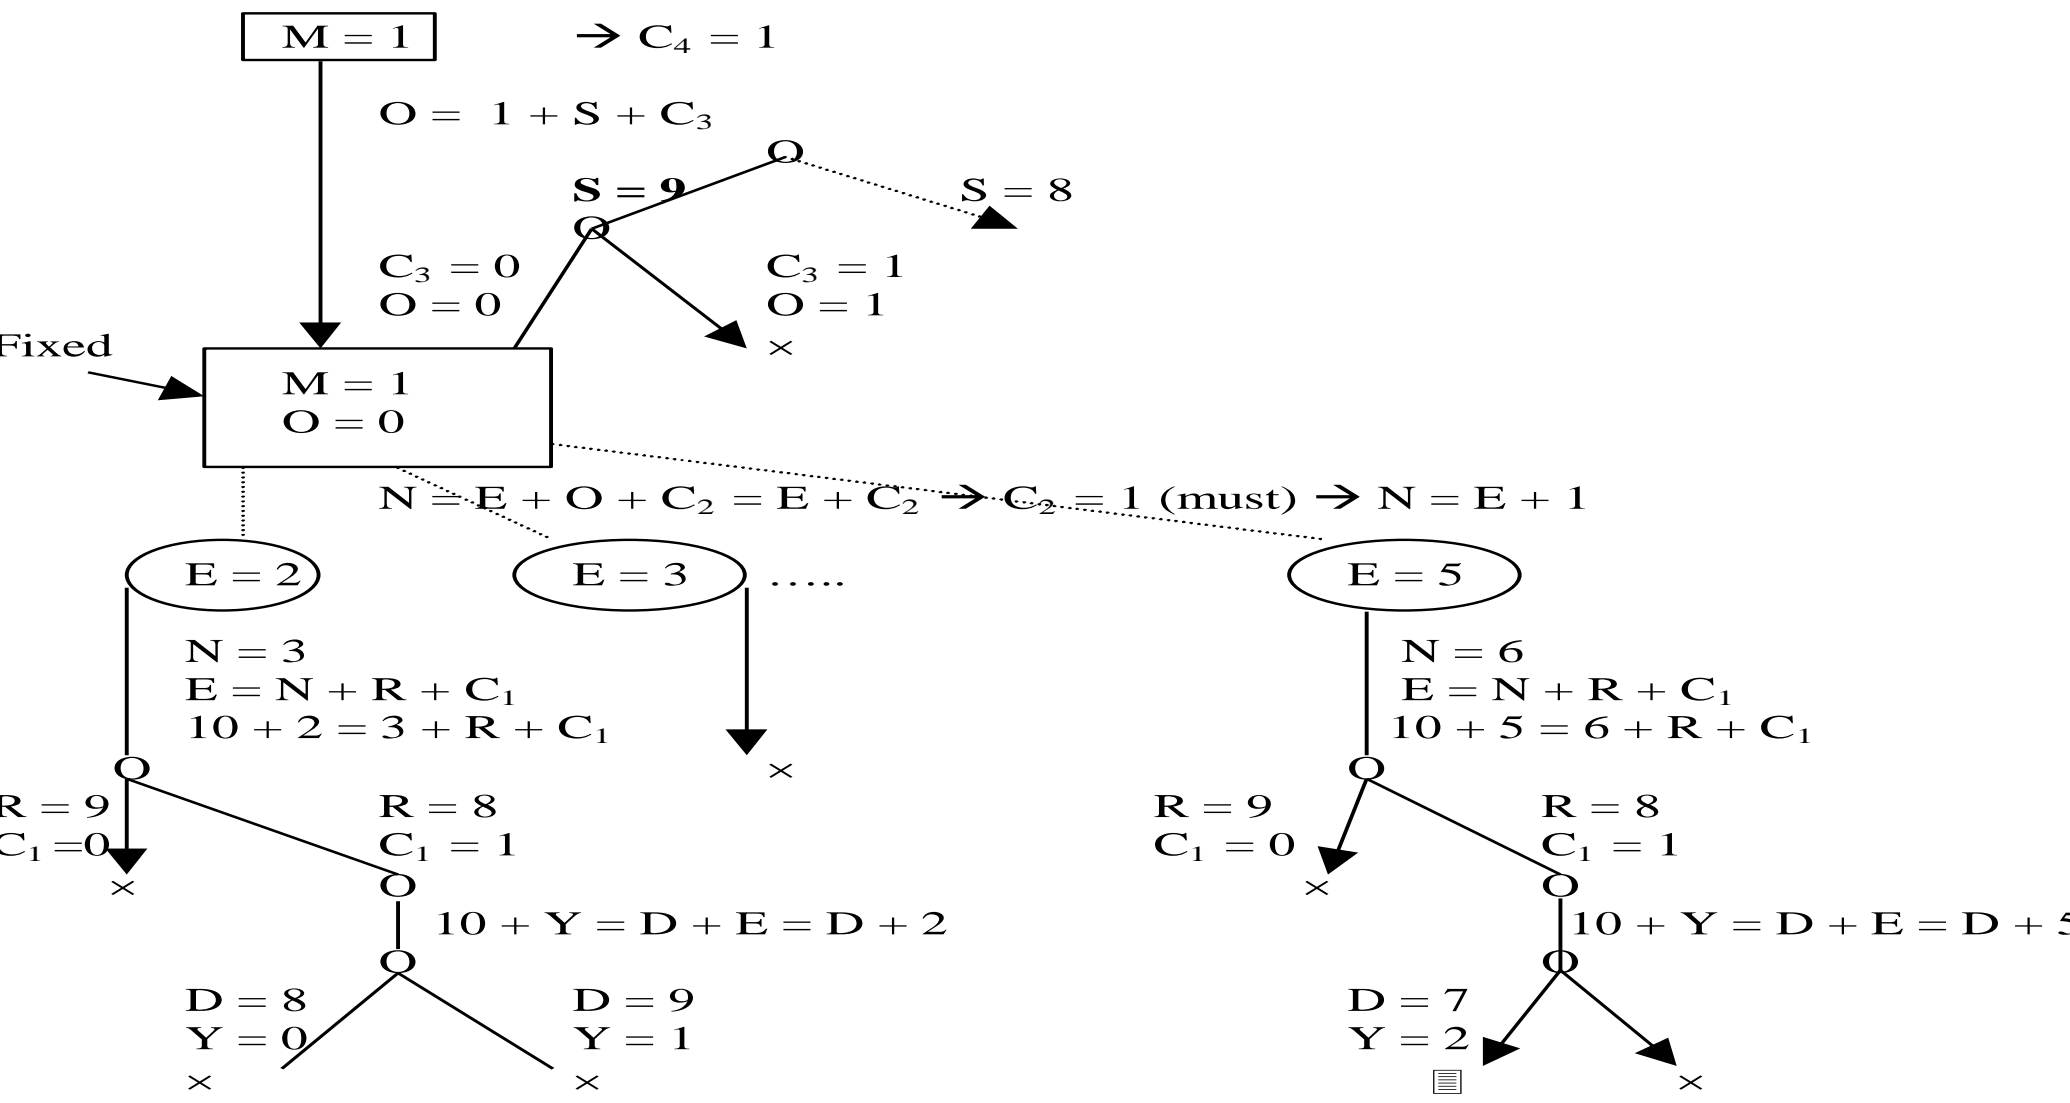 M = 1 → C₄ = 1
O = 1 + S + C₃
O
S = 9 S = 8
O
C₃ = 0 C₃ = 1
O = 0 O = 1
Fixed ×
M = 1
O = 0
N = E + O + C₂ = E + C₂ → C₂ = 1 (must) → N = E + 1
E = 2 E = 3 ..... E = 5
N = 3 N = 6
E = N + R + C₁ E = N + R + C₁
10 + 2 = 3 + R + C₁ 10 + 5 = 6 + R + C₁
O × O
R = 9 R = 8 R = 9 R = 8
C₁ =0 C₁ = 1 C₁ = 0 C₁ = 1
× O × O
10 + Y = D + E = D + 2 10 + Y = D + E = D + 5
O O
D = 8 D = 9 D = 7
Y = 0 Y = 1 Y = 2
× × ×